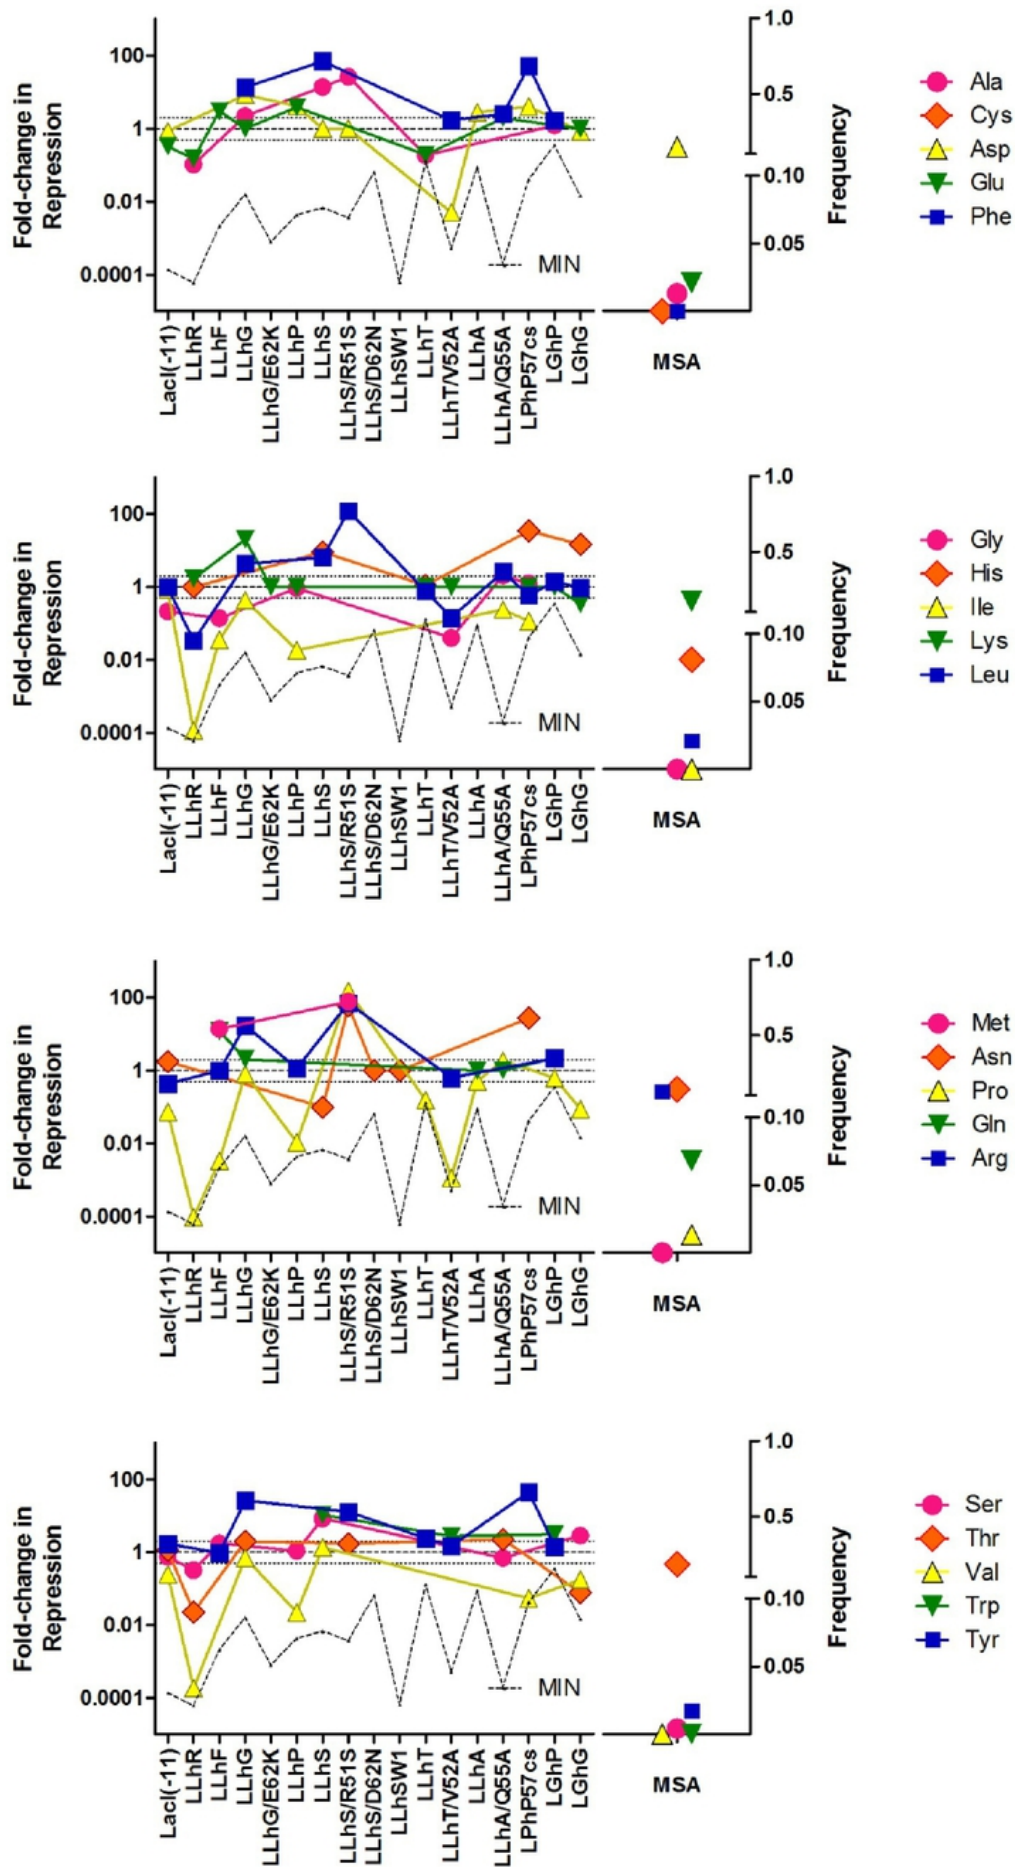 Fold-change in
Repression
100
1
0.01
0.0001
MIN
LacI(-11)
LLhR
LLhF
LLhG
LLhG/E62K
LLhP
LLhS
LLhS/R51S
LLhS/D62N
LLhSW1
LLhT
LLhT/V52A
LLhA
LLhA/Q55A
LPhP57cs
LGhP
LGhG
MSA
1.0
0.5
0.10
0.05
Frequency
Ala
Cys
Asp
Glu
Phe
Fold-change in
Repression
100
1
0.01
0.0001
MIN
LacI(-11)
LLhR
LLhF
LLhG
LLhG/E62K
LLhP
LLhS
LLhS/R51S
LLhS/D62N
LLhSW1
LLhT
LLhT/V52A
LLhA
LLhA/Q55A
LPhP57cs
LGhP
LGhG
MSA
1.0
0.5
0.10
0.05
Frequency
Gly
His
Ile
Lys
Leu
Fold-change in
Repression
100
1
0.01
0.0001
MIN
LacI(-11)
LLhR
LLhF
LLhG
LLhG/E62K
LLhP
LLhS
LLhS/R51S
LLhS/D62N
LLhSW1
LLhT
LLhT/V52A
LLhA
LLhA/Q55A
LPhP57cs
LGhP
LGhG
MSA
1.0
0.5
0.10
0.05
Frequency
Met
Asn
Pro
Gln
Arg
Fold-change in
Repression
100
1
0.01
0.0001
MIN
LacI(-11)
LLhR
LLhF
LLhG
LLhG/E62K
LLhP
LLhS
LLhS/R51S
LLhS/D62N
LLhSW1
LLhT
LLhT/V52A
LLhA
LLhA/Q55A
LPhP57cs
LGhP
LGhG
MSA
1.0
0.5
0.10
0.05
Frequency
Ser
Thr
Val
Trp
Tyr